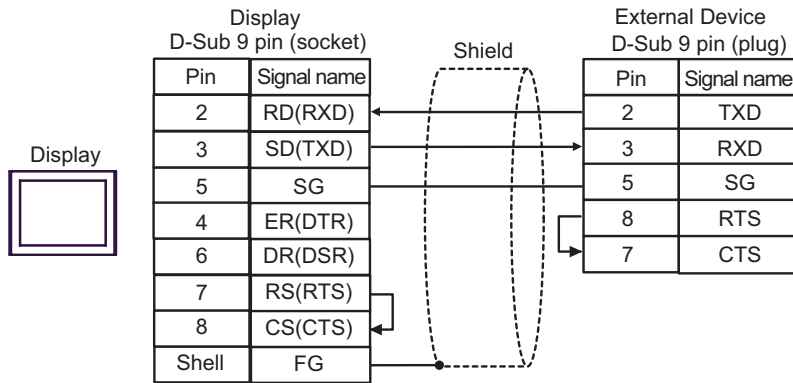 Display
D-Sub 9 pin (socket)
Shield
External Device
D-Sub 9 pin (plug)
Display
Pin Signal name
2 RD(RXD)
3 SD(TXD)
5 SG
4 ER(DTR)
6 DR(DSR)
7 RS(RTS)
8 CS(CTS)
Shell FG
Pin Signal name
2 TXD
3 RXD
5 SG
8 RTS
7 CTS